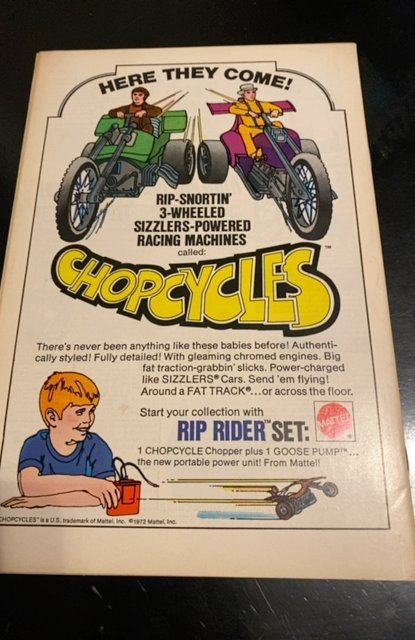 HERE THEY COME!
RIP-SNORTIN'
3-WHEELED
SIZZLERS-POWERED
RACING MACHINES
called:
CHOPCYCLES™
There's never been anything like these babies before! Authenti-
cally styled! Fully detailed! With gleaming chromed engines. Big
fat traction-grabbin' slicks. Power-charged
like SIZZLERS® Cars. Send 'em flying!
Around a FAT TRACK®...or across the floor.
Start your collection with
RIP RIDER™ SET:
MATTEL
1 CHOPCYCLE Chopper plus 1 GOOSE PUMP™...
the new portable power unit! From Mattel!
CHOPCYCLES™ is a U.S. trademark of Mattel, Inc. ©1972 Mattel, Inc.